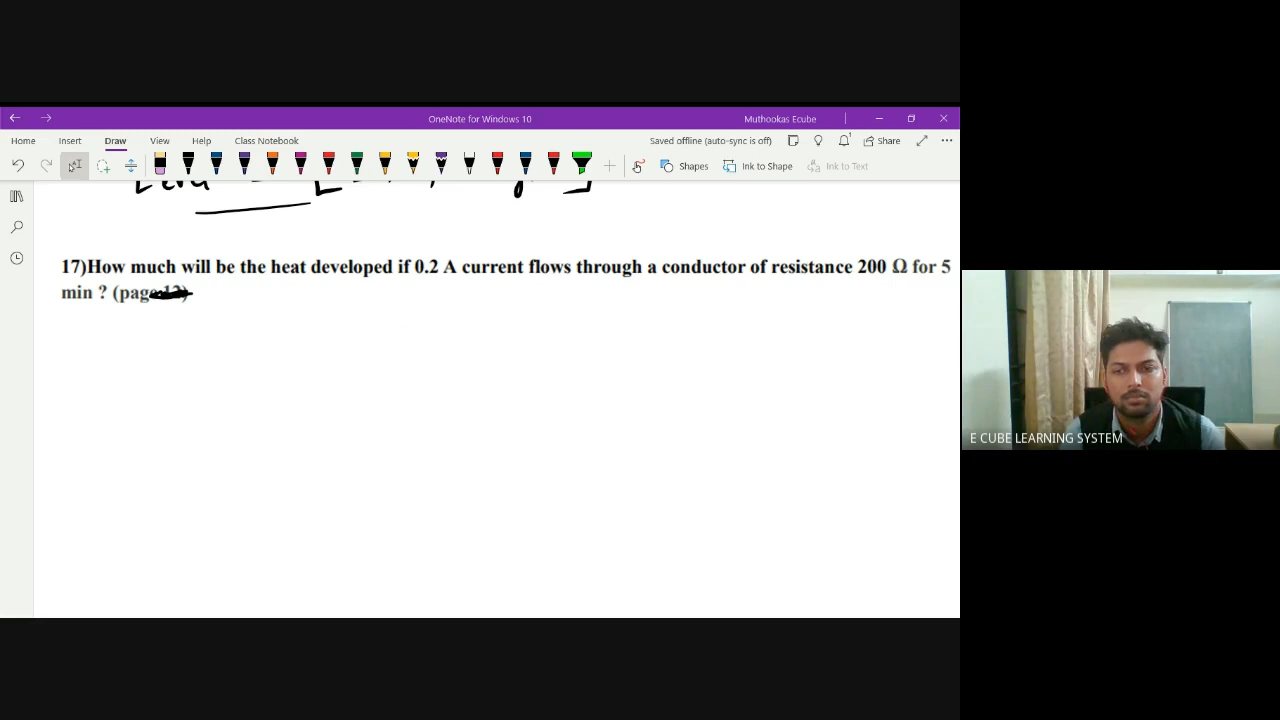 OneNote for Windows 10
Muthookas Ecube
Home Insert Draw View Help Class Notebook
Saved offline (auto-sync is off) Share
Shapes Ink to Shape Ink to Text
17)How much will be the heat developed if 0.2 A current flows through a conductor of resistance 200 Ω for 5
min ? (page
E CUBE LEARNING SYSTEM